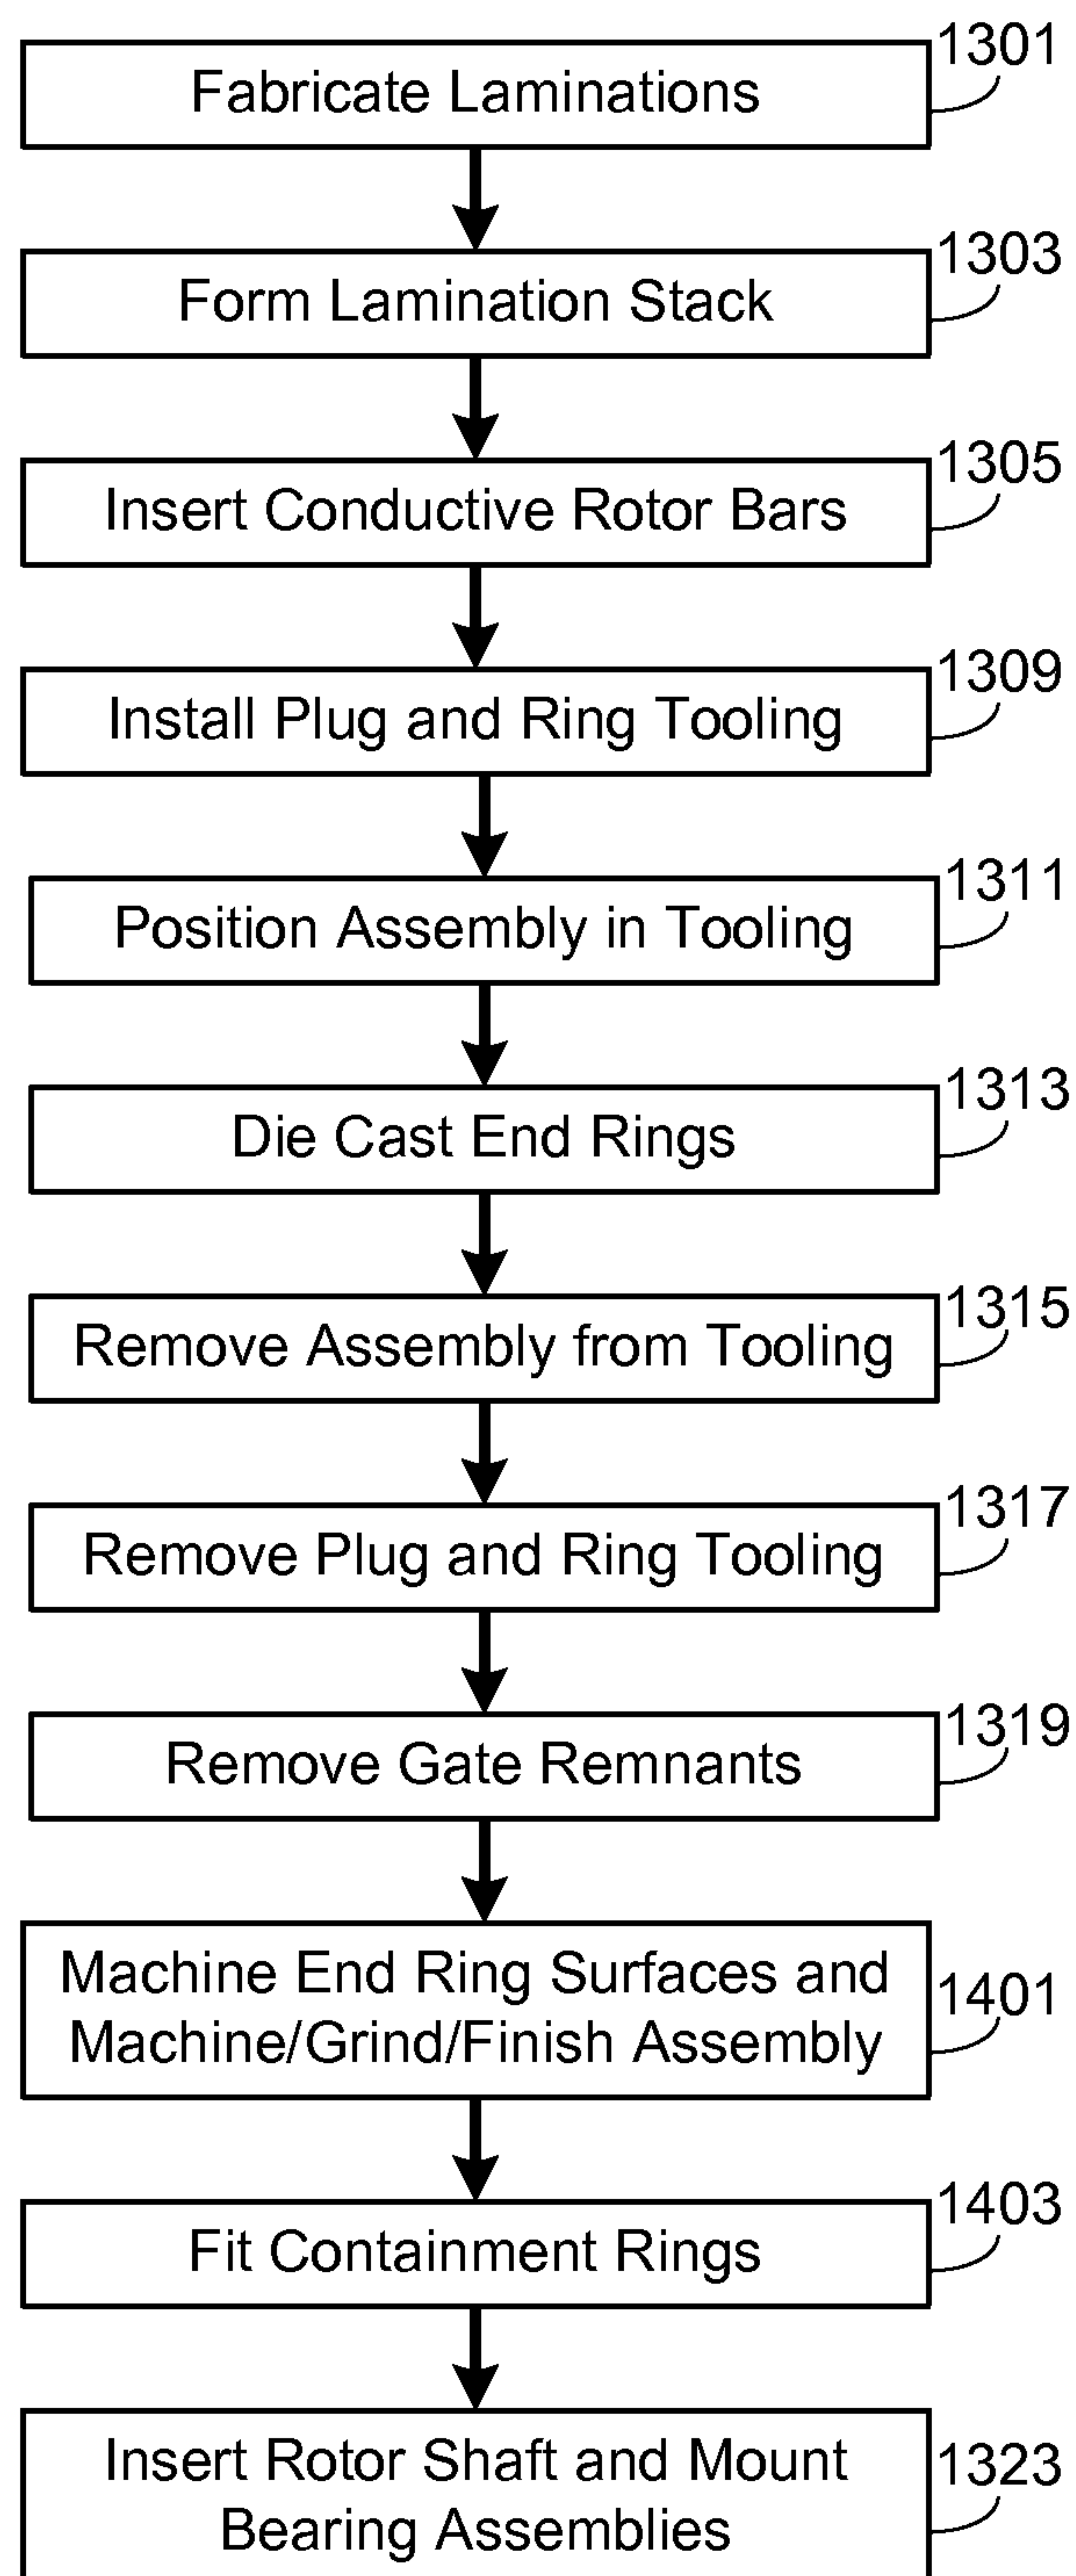 1301
Fabricate Laminations
1303
Form Lamination Stack
1305
Insert Conductive Rotor Bars
1309
Install Plug and Ring Tooling
1311
Position Assembly in Tooling
1313
Die Cast End Rings
1315
Remove Assembly from Tooling
1317
Remove Plug and Ring Tooling
1319
Remove Gate Remnants
Machine End Ring Surfaces and
1401
Machine/Grind/Finish Assembly
1403
Fit Containment Rings
Insert Rotor Shaft and Mount
1323
Bearing Assemblies